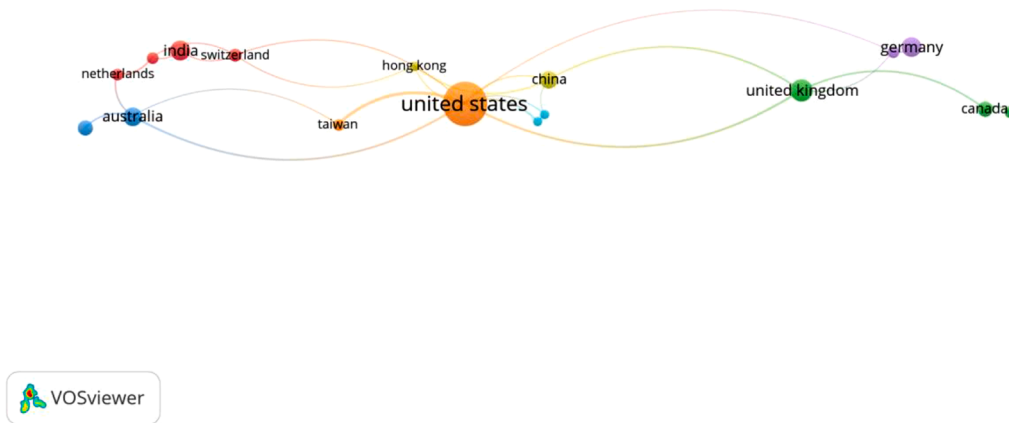 india
switzerland
netherlands
australia
hong kong
taiwan
united states
china
united kingdom
germany
canada
VOSviewer